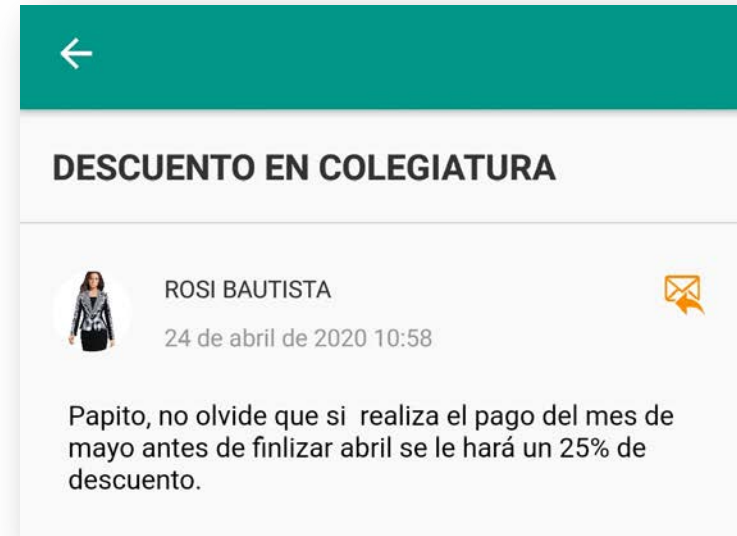 DESCUENTO EN COLEGIATURA
ROSI BAUTISTA
24 de abril de 2020 10:58
Papito, no olvide que si  realiza el pago del mes de
mayo antes de finlizar abril se le hará un 25% de
descuento.